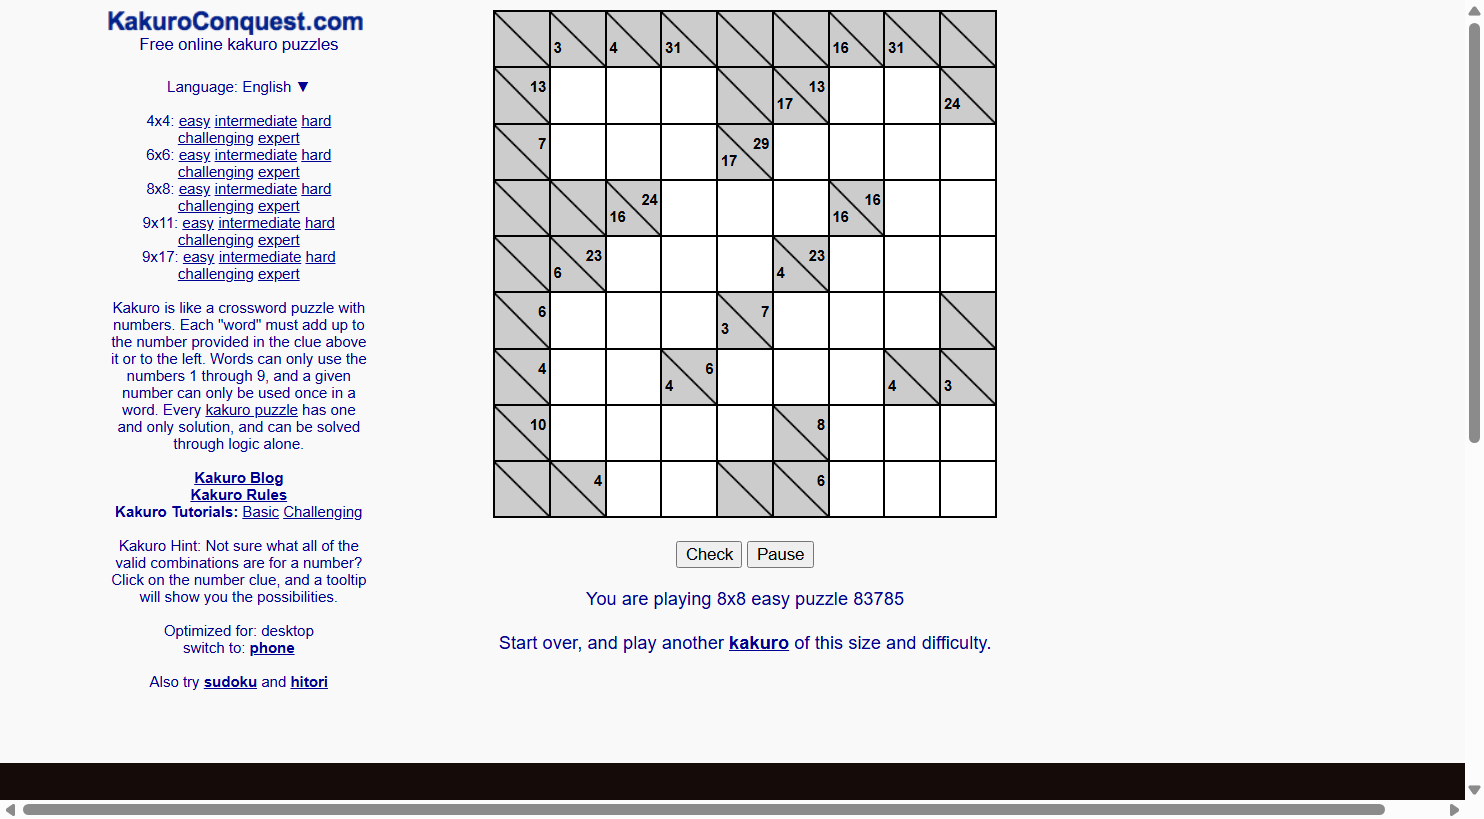 KakuroConquest.com
Free online kakuro puzzles
Language: English ▼
4x4: easy intermediate hard
challenging expert
6x6: easy intermediate hard
challenging expert
8x8: easy intermediate hard
challenging expert
9x11: easy intermediate hard
challenging expert
9x17: easy intermediate hard
challenging expert
Kakuro is like a crossword puzzle with
numbers. Each "word" must add up to
the number provided in the clue above
it or to the left. Words can only use the
numbers 1 through 9, and a given
number can only be used once in a
word. Every kakuro puzzle has one
and only solution, and can be solved
through logic alone.
Kakuro Blog
Kakuro Rules
Kakuro Tutorials: Basic Challenging
Kakuro Hint: Not sure what all of the
valid combinations are for a number?
Click on the number clue, and a tooltip
will show you the possibilities.
Optimized for: desktop
switch to: phone
Also try sudoku and hitori
3 4 31 16 31
13 13
17 24
7 29
17
24 16
16 16
23 23
6 4
6 7
3
4 6
4 4 3
10 8
4 6
Check Pause
You are playing 8x8 easy puzzle 83785
Start over, and play another kakuro of this size and difficulty.